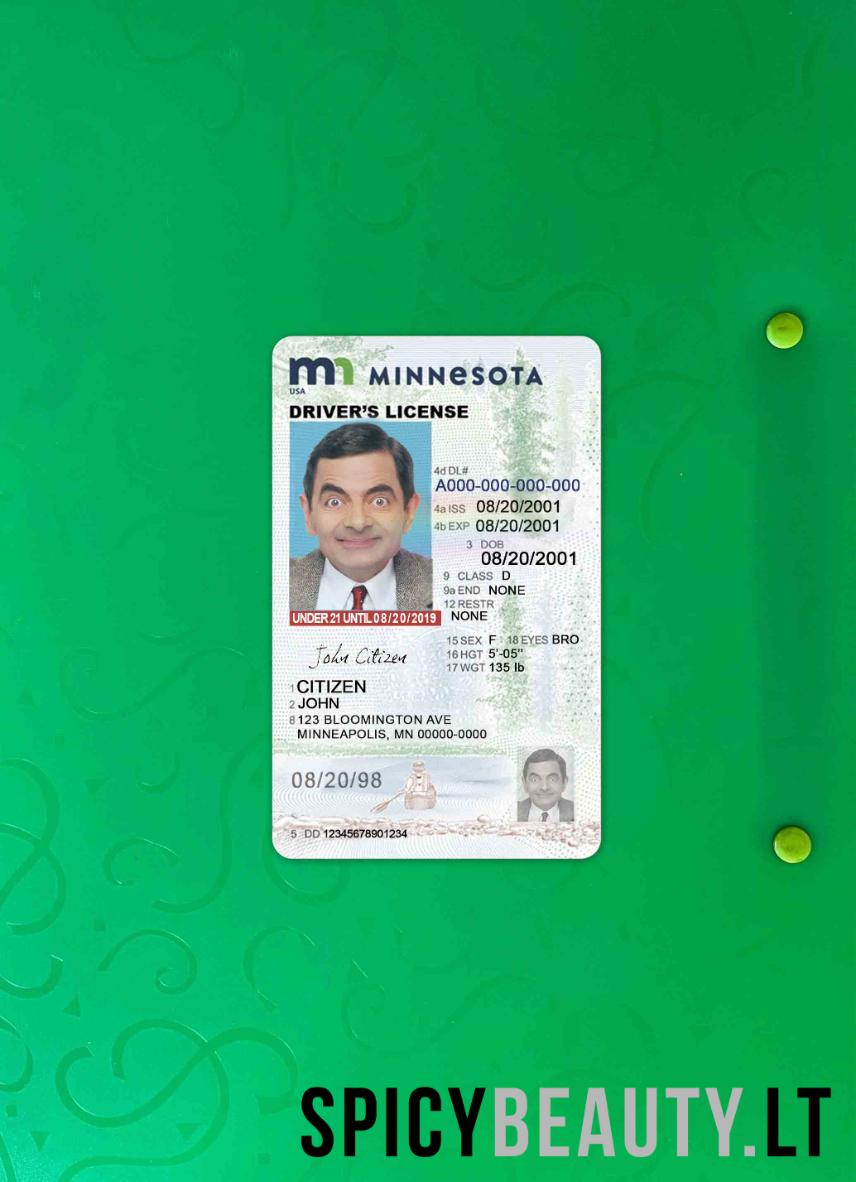 mn MINNESOTA
USA
DRIVER'S LICENSE
4d DL#
A000-000-000-000
4a ISS 08/20/2001
4b EXP 08/20/2001
3 DOB
08/20/2001
9 CLASS D
9a END NONE
12 RESTR
NONE
UNDER 21 UNTIL 08/20/2019
15 SEX F 18 EYES BRO
16 HGT 5'-05"
17 WGT 135 lb
John Citizen
1 CITIZEN
2 JOHN
8 123 BLOOMINGTON AVE
MINNEAPOLIS, MN 00000-0000
08/20/98
5 DD 12345678901234
SPICYBEAUTY.LT